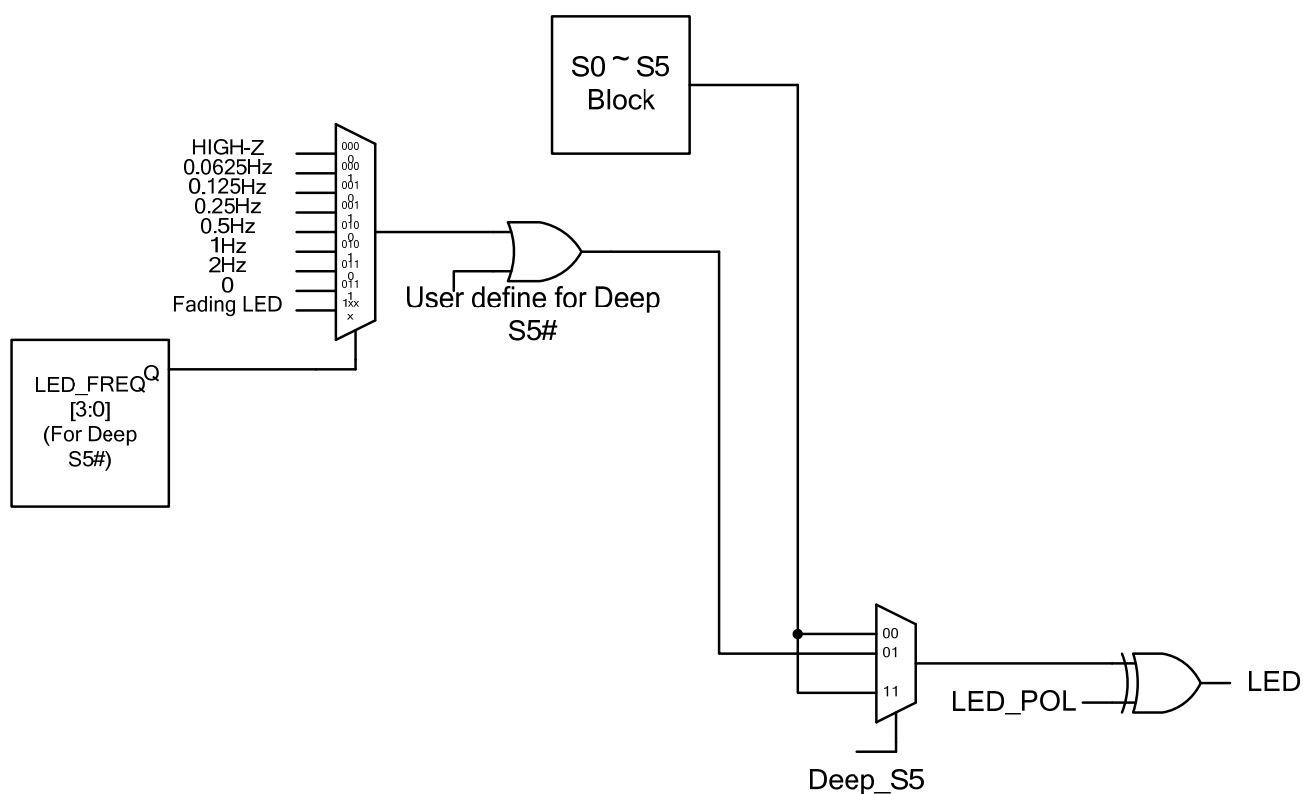 S0 ~ S5
Block
HIGH-Z
0.0625Hz
0.125Hz
0.25Hz
0.5Hz
1Hz
2Hz
0
Fading LED
000
0
000
1
001
0
001
1
010
0
010
1
011
0
011
1
1xx
x
User define for Deep
S5#
LED_FREQ Q
[3:0]
(For Deep
S5#)
00
01
11
LED_POL
LED
Deep_S5